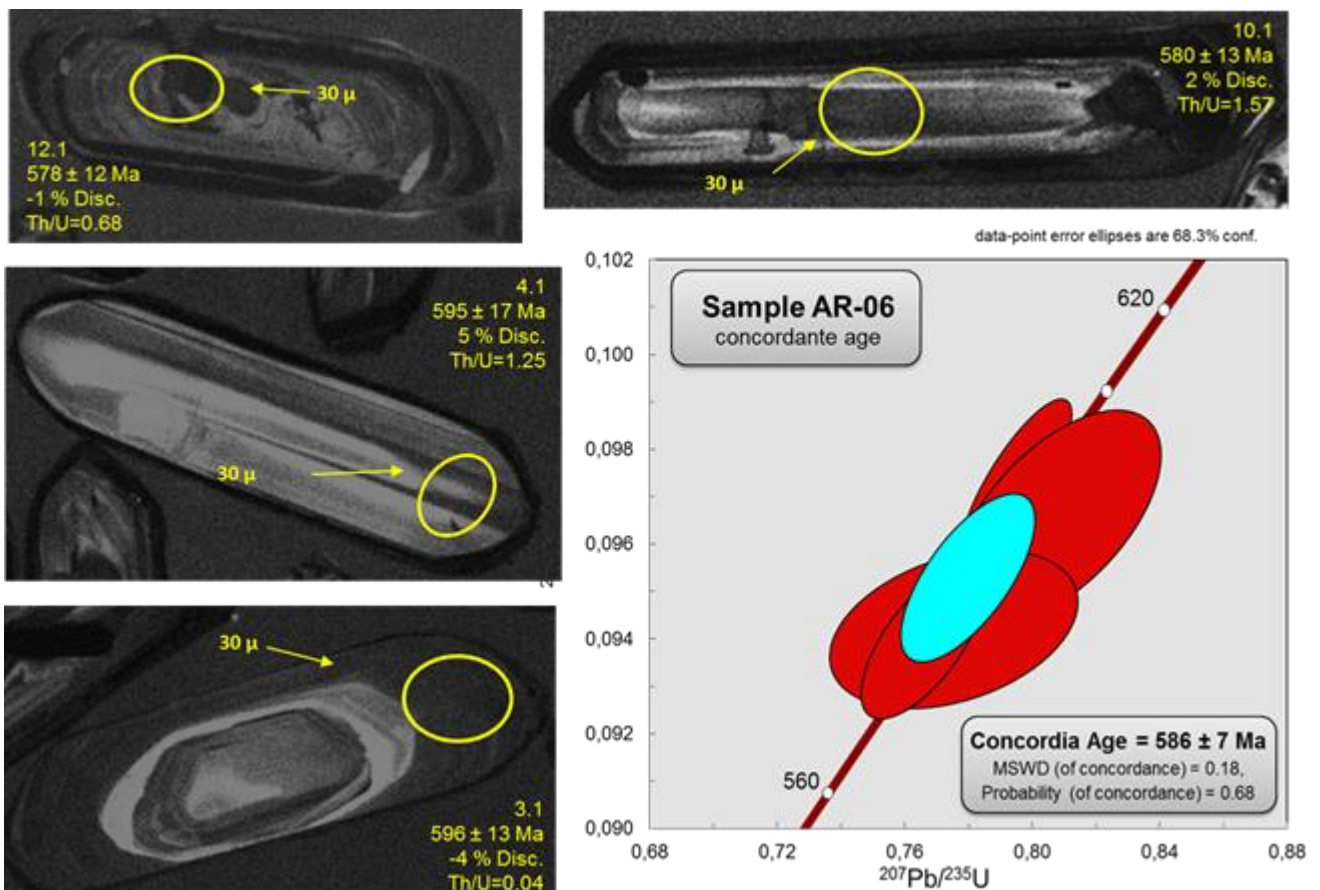 12.1
578 ± 12 Ma
-1 % Disc.
Th/U=0.68
30 µ
10.1
580 ± 13 Ma
2 % Disc.
Th/U=1.57
30 µ
4.1
595 ± 17 Ma
5 % Disc.
Th/U=1.25
30 µ
3.1
596 ± 13 Ma
-4 % Disc.
Th/U=0.04
30 µ
data-point error ellipses are 68.3% conf.
Sample AR-06
concordante age
620
560
Concordia Age = 586 ± 7 Ma
MSWD (of concordance) = 0.18,
Probability (of concordance) = 0.68
0,102
0,100
0,098
0,096
0,094
0,092
0,090
0,68 0,72 0,76 0,80 0,84 0,88
²⁰⁷Pb/²³⁵U